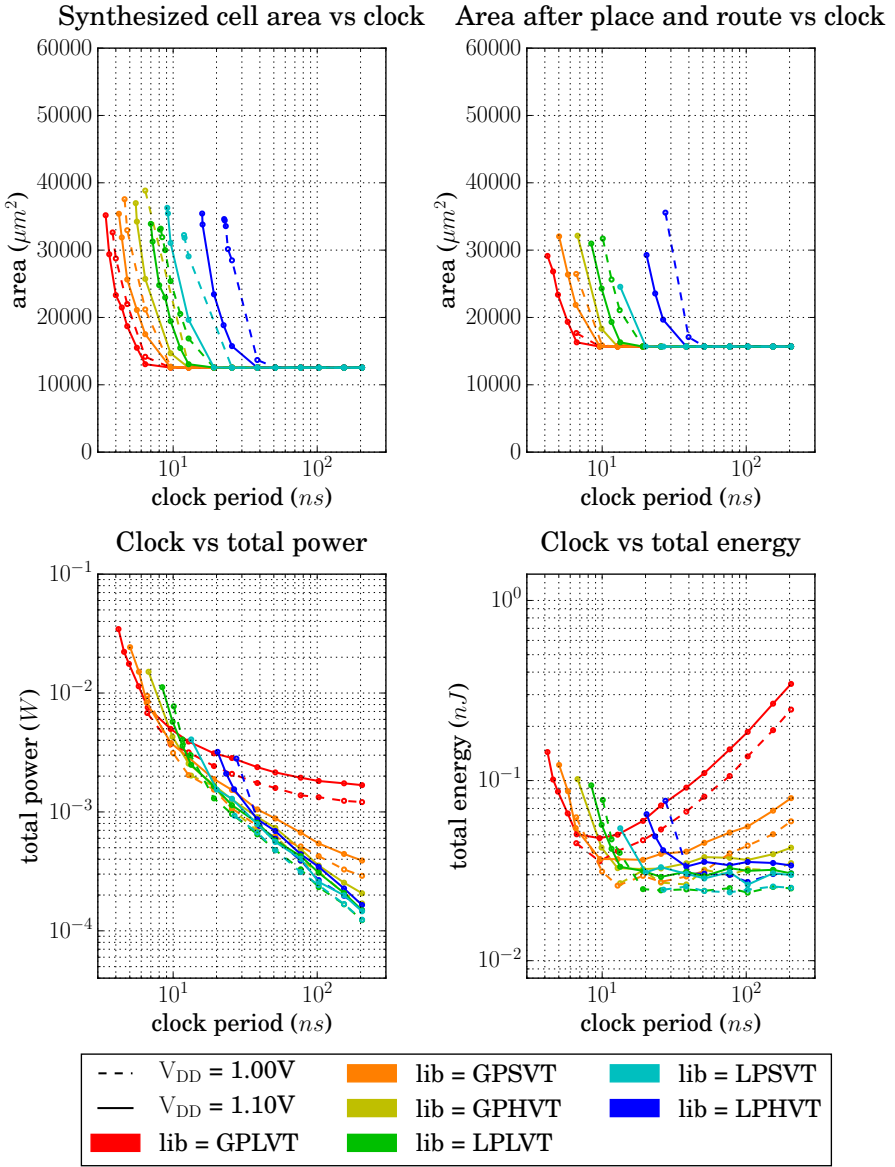 Synthesized cell area vs clock
Area after place and route vs clock
60000
50000
40000
30000
20000
10000
0
area (μm²)
10¹
10²
clock period (ns)
60000
50000
40000
30000
20000
10000
0
area (μm²)
10¹
10²
clock period (ns)
Clock vs total power
10⁻¹
10⁻²
10⁻³
10⁻⁴
total power (W)
10¹
10²
clock period (ns)
Clock vs total energy
10⁰
10⁻¹
10⁻²
total energy (nJ)
10¹
10²
clock period (ns)
V_DD = 1.00V
V_DD = 1.10V
lib = GPLVT
lib = GPSVT
lib = GPHVT
lib = LPLVT
lib = LPSVT
lib = LPHVT